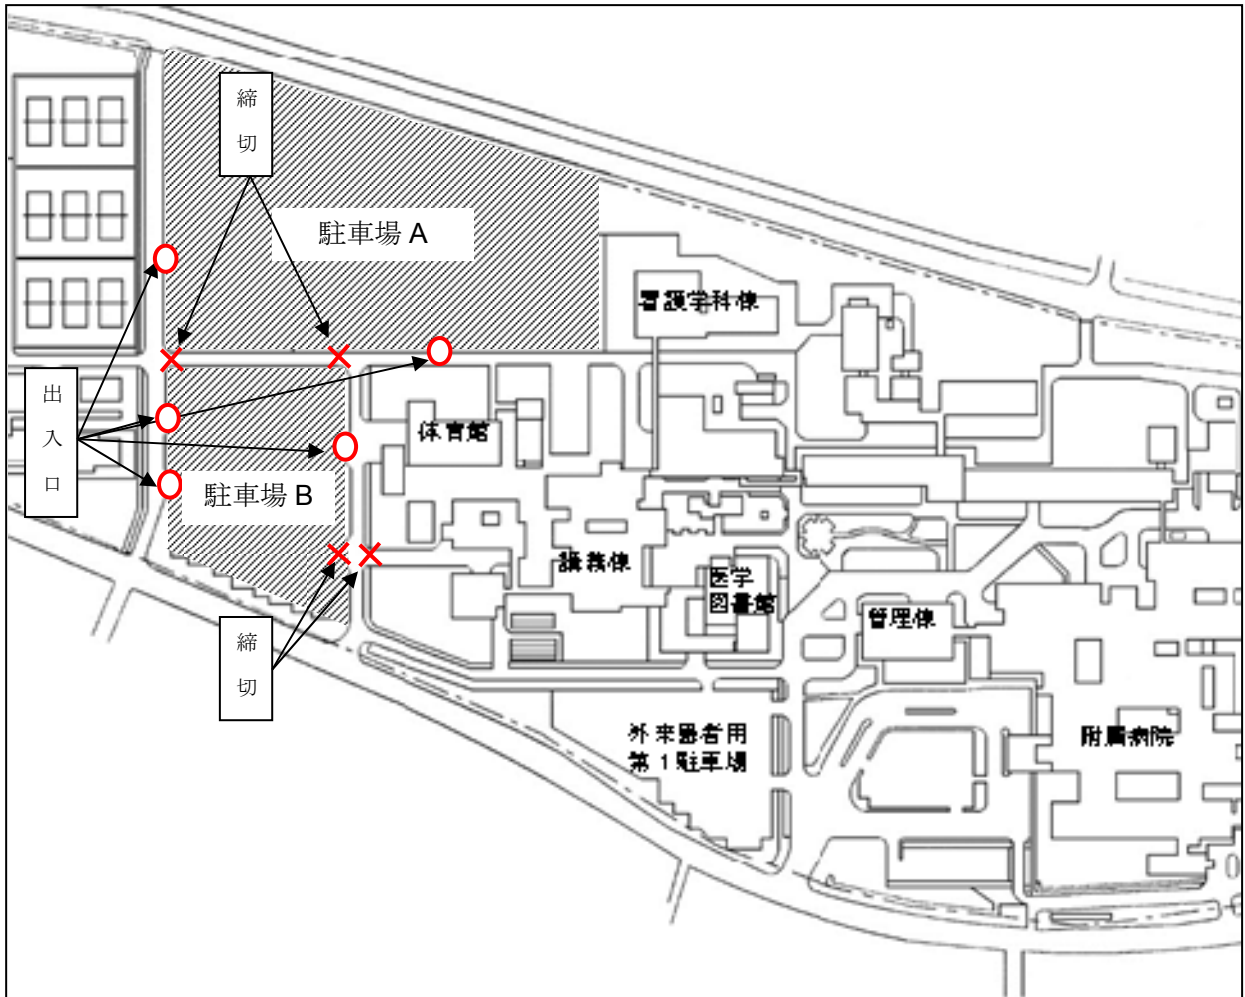 締切
駐車場 A
看護学科棟
出入口
体育館
駐車場 B
講義棟
医学
図書館
管理棟
締切
外来患者用
第1駐車場
附属病院